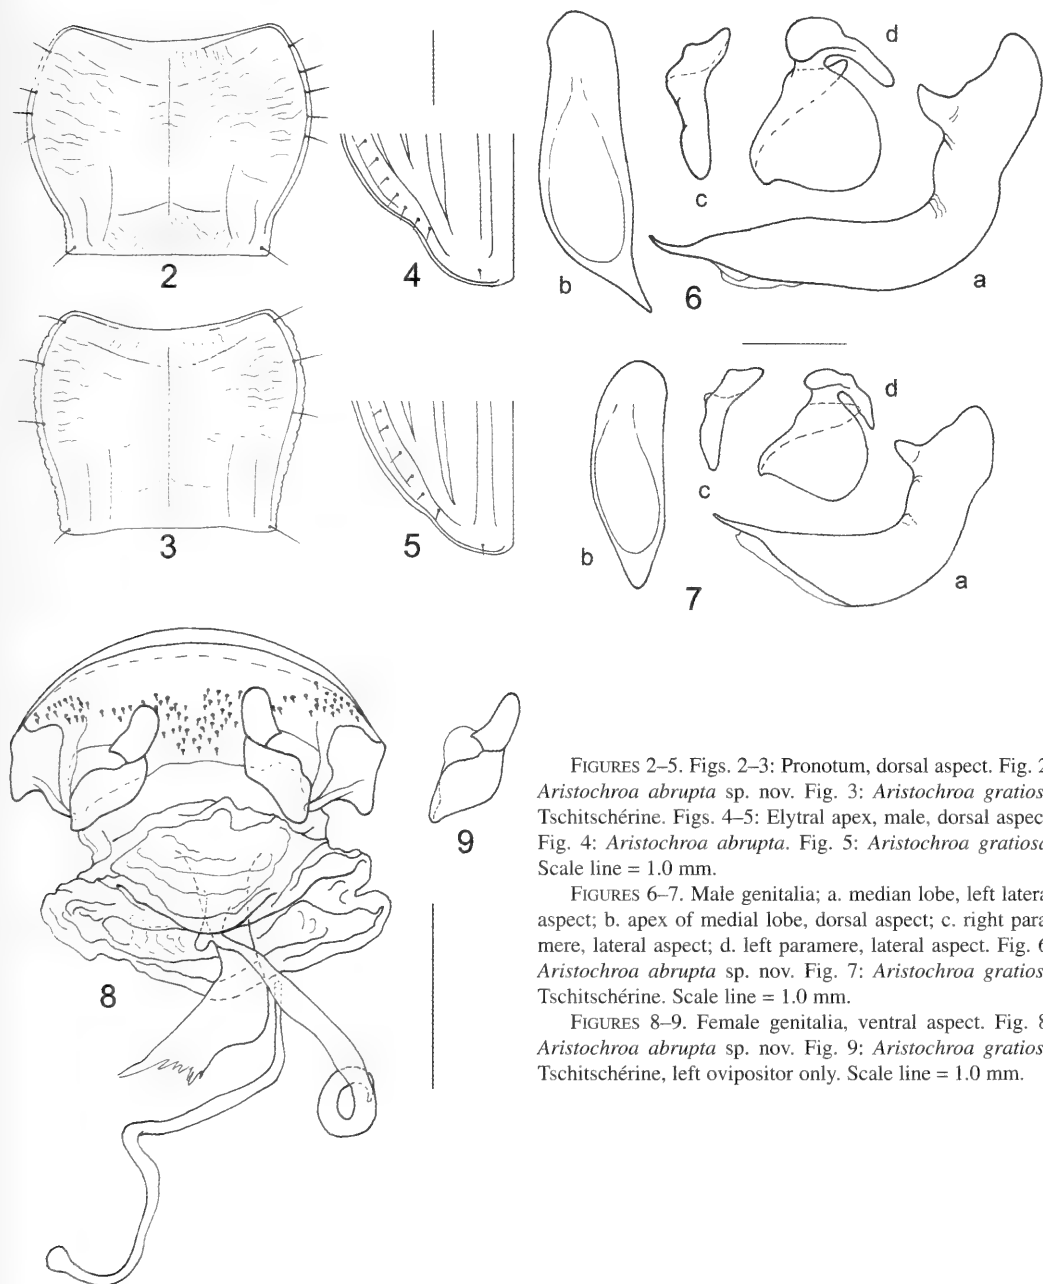 2
4
b
c
d
6
a
3
5
b
c
d
7
a
8
9
FIGURES 2–5. Figs. 2–3: Pronotum, dorsal aspect. Fig. 2
Aristochroa abrupta sp. nov. Fig. 3: Aristochroa gratios
Tschitschérine. Figs. 4–5: Elytral apex, male, dorsal aspec
Fig. 4: Aristochroa abrupta. Fig. 5: Aristochroa gratiosa
Scale line = 1.0 mm.
FIGURES 6–7. Male genitalia; a. median lobe, left latera
aspect; b. apex of medial lobe, dorsal aspect; c. right para
mere, lateral aspect; d. left paramere, lateral aspect. Fig. 6
Aristochroa abrupta sp. nov. Fig. 7: Aristochroa gratios
Tschitschérine. Scale line = 1.0 mm.
FIGURES 8–9. Female genitalia, ventral aspect. Fig. 8
Aristochroa abrupta sp. nov. Fig. 9: Aristochroa gratios
Tschitschérine, left ovipositor only. Scale line = 1.0 mm.